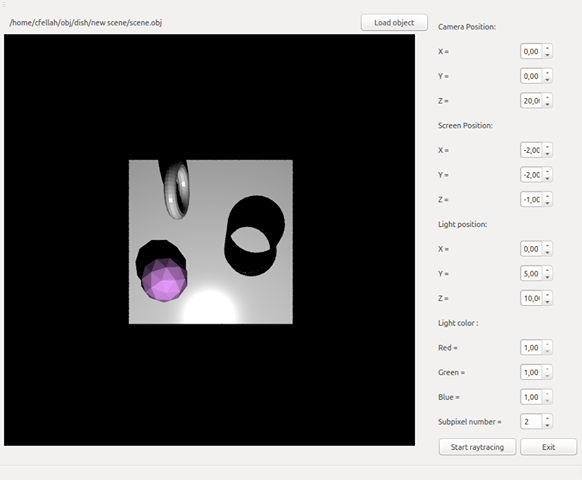 /home/cfellah/obj/dish/new scene/scene.obj
Load object
Camera Position:
X = 0,00
Y = 0,00
Z = 20,0
Screen Position:
X = -2,00
Y = -2,00
Z = -1,00
Light position:
X = 0,00
Y = 5,00
Z = 10,0
Light color :
Red = 1,00
Green = 1,00
Blue = 1,00
Subpixel number = 2
Start raytracing
Exit